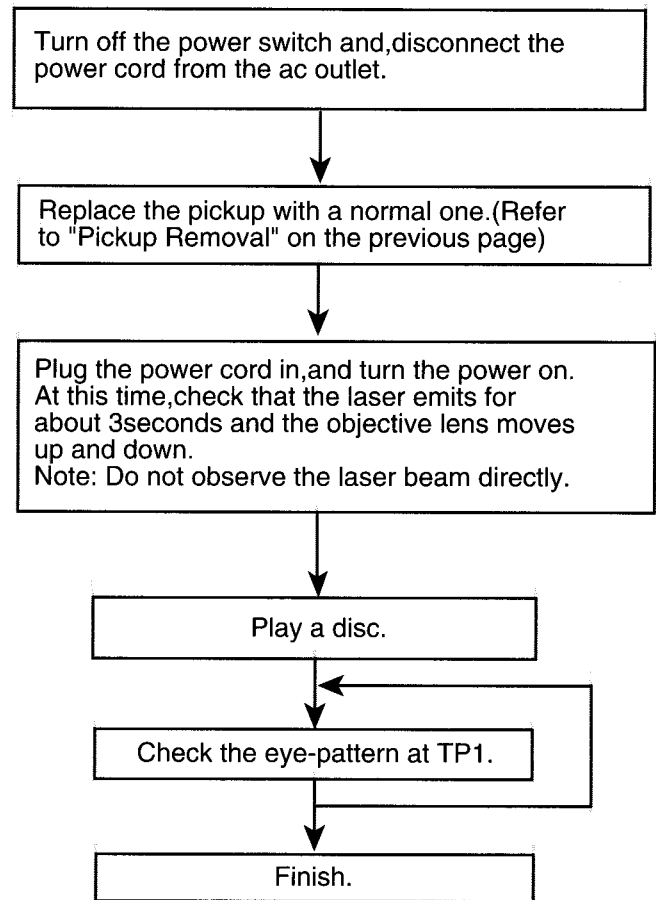 Turn off the power switch and,disconnect the
power cord from the ac outlet.
Replace the pickup with a normal one.(Refer
to "Pickup Removal" on the previous page)
Plug the power cord in,and turn the power on.
At this time,check that the laser emits for
about 3seconds and the objective lens moves
up and down.
Note: Do not observe the laser beam directly.
Play a disc.
Check the eye-pattern at TP1.
Finish.